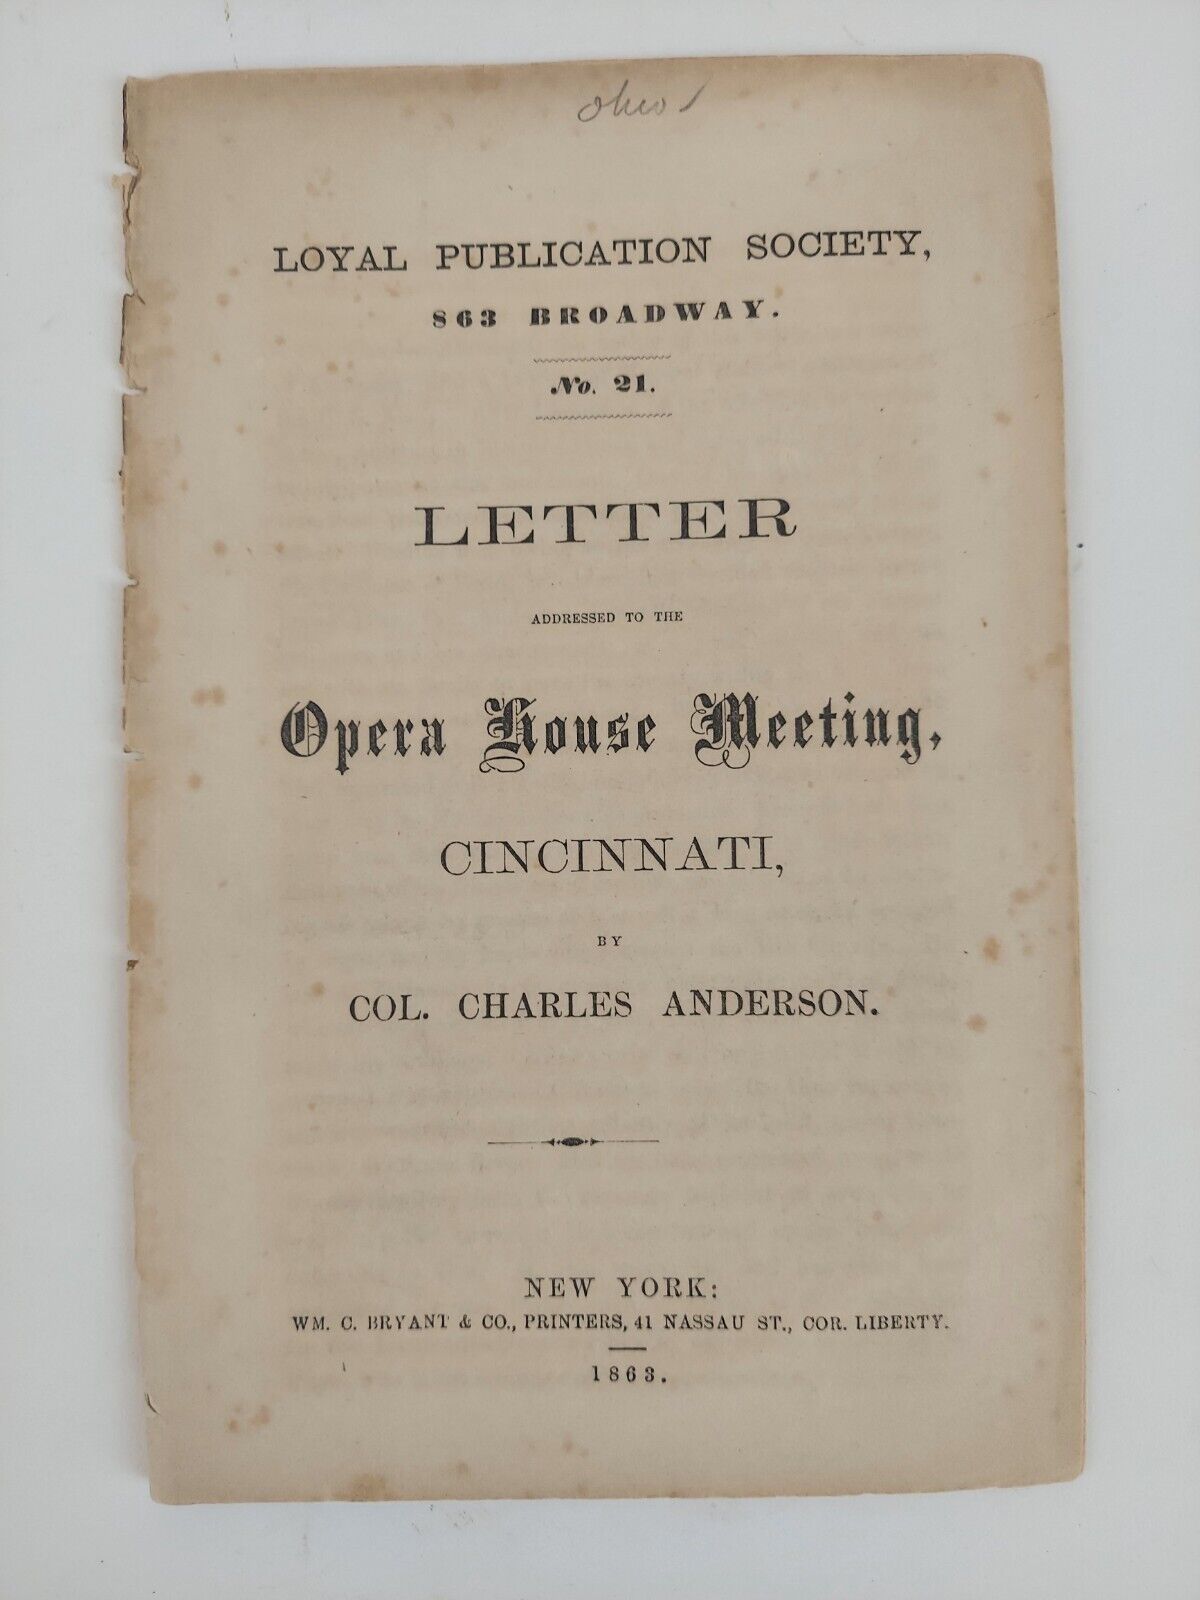 Ohio
LOYAL PUBLICATION SOCIETY,
863 BROADWAY.
No. 21.
LETTER
ADDRESSED TO THE
Opera House Meeting,
CINCINNATI,
BY
COL. CHARLES ANDERSON.
NEW YORK:
WM. C. BRYANT & CO., PRINTERS, 41 NASSAU ST., COR. LIBERTY.
1863.